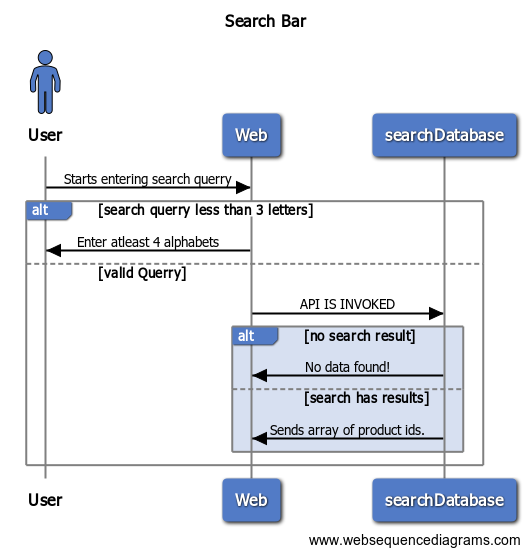 Search Bar
User
Web
searchDatabase
Starts entering search querry
alt
[search querry less than 3 letters]
Enter atleast 4 alphabets
[valid Querry]
API IS INVOKED
alt
[no search result]
No data found!
[search has results]
Sends array of product ids.
User
Web
searchDatabase
www.websequencediagrams.com